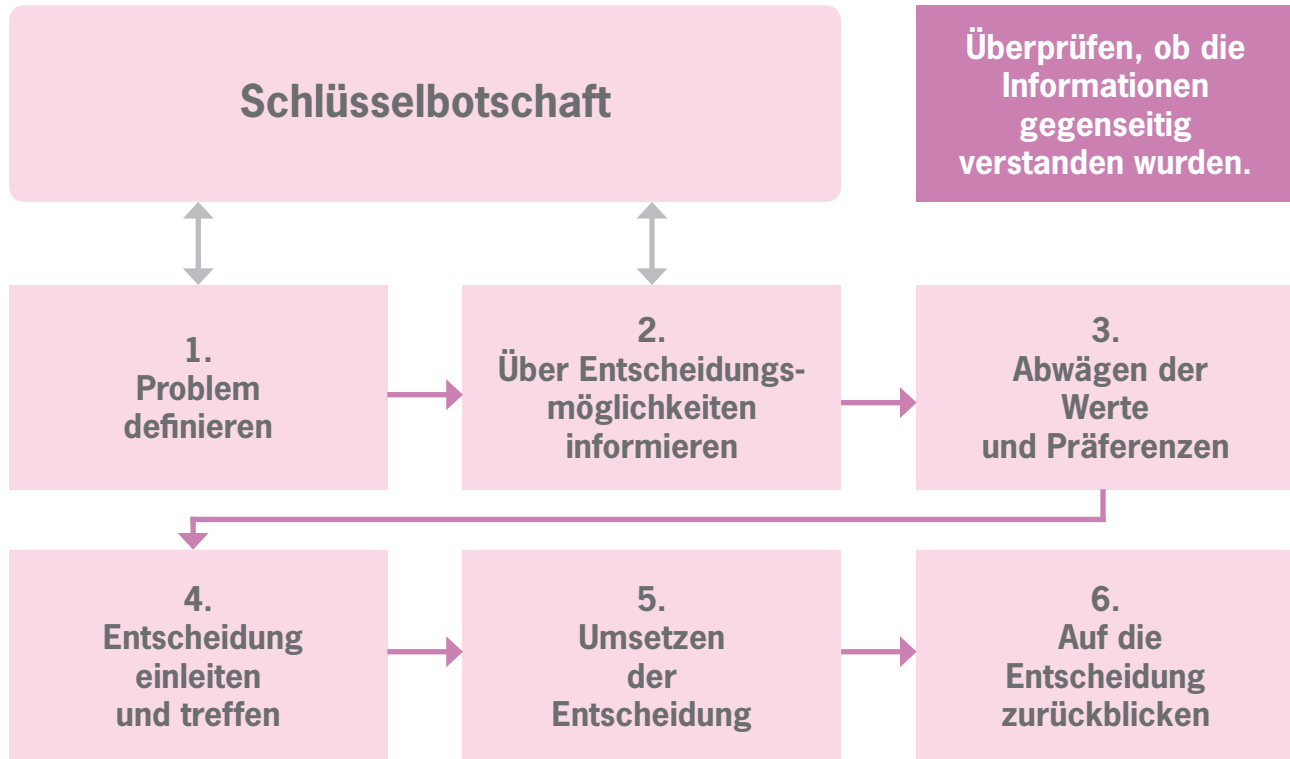 Schlüsselbotschaft
Überprüfen, ob die
Informationen
gegenseitig
verstanden wurden.
1.
Problem
definieren
2.
Über Entscheidungs-
möglichkeiten
informieren
3.
Abwägen der
Werte
und Präferenzen
4.
Entscheidung
einleiten
und treffen
5.
Umsetzen
der
Entscheidung
6.
Auf die
Entscheidung
zurückblicken